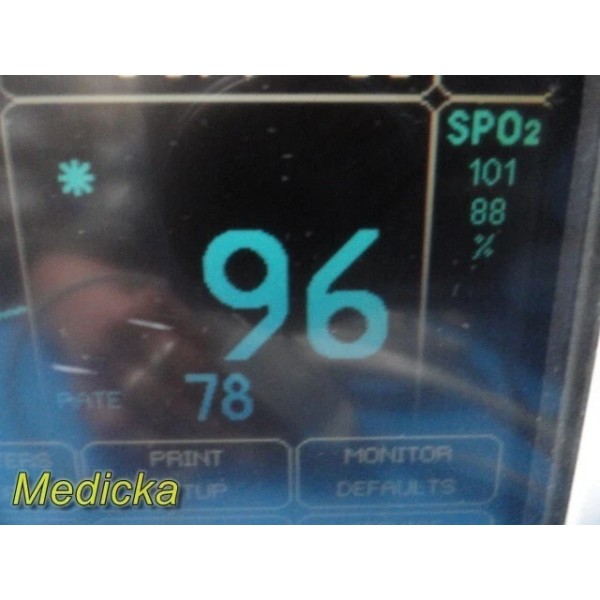 SPO2
101
88
%
*
96
RATE 78
PRINT
MONITOR
DEFAULTS
Medicka